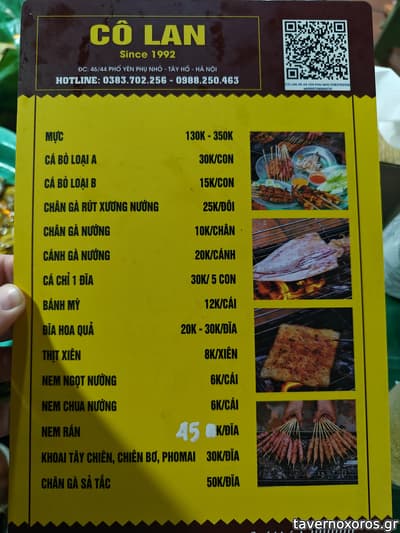 CÔ LAN
Since 1992
ĐC: 46/44 PHỐ YÊN PHỤ NHỎ - TÂY HỒ - HÀ NỘI
HOTLINE: 0383.702.256 - 0988.250.463
MỰC 130K - 350K
CÁ BÒ LOẠI A 30K/CON
CÁ BÒ LOẠI B 15K/CON
CHÂN GÀ RÚT XƯƠNG NƯỚNG 25K/ĐÔI
CHÂN GÀ NƯỚNG 10K/CHÂN
CÁNH GÀ NƯỚNG 20K/CÁNH
CÁ CHỈ 1 ĐĨA 30K/ 5 CON
BÁNH MỲ 12K/CÁI
ĐĨA HOA QUẢ 20K - 30K/ĐĨA
THỊT XIÊN 8K/XIÊN
NEM NGỌT NƯỚNG 6K/CÁI
NEM CHUA NƯỚNG 6K/CÁI
NEM RÁN 45 K/ĐĨA
KHOAI TÂY CHIÊN, CHIÊN BƠ, PHOMAI 30K/ĐĨA
CHÂN GÀ SẢ TẮC 50K/ĐĨA
tavernoxoros.gr